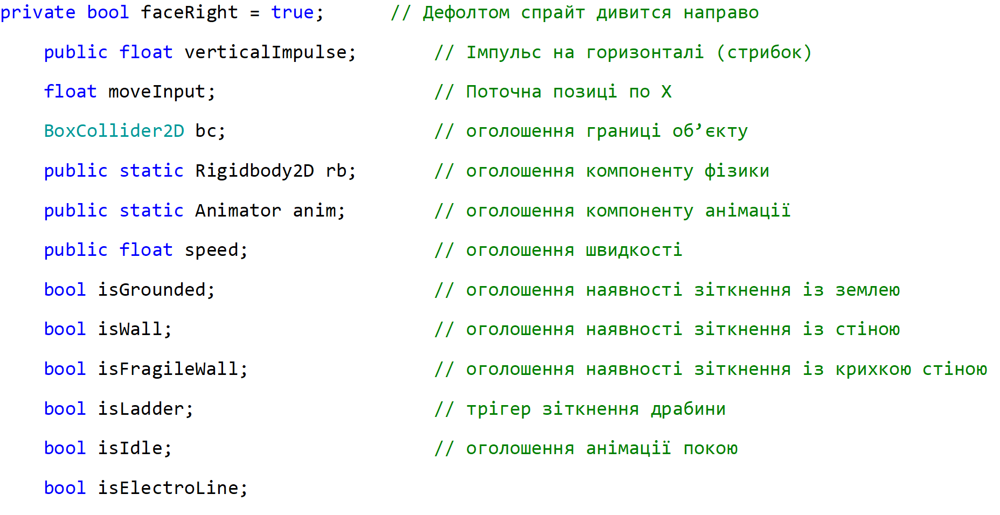 private bool faceRight = true;      // Дефолтом спрайт дивится направо
    public float verticalImpulse;       // Імпульс на горизонталі (стрибок)
    float moveInput;                    // Поточна позиці по X
    BoxCollider2D bc;                   // оголошення границі об’єкту
    public static Rigidbody2D rb;       // оголошення компоненту фізики
    public static Animator anim;        // оголошення компоненту анімації
    public float speed;                 // оголошення швидкості
    bool isGrounded;                    // оголошення наявності зіткнення із землею
    bool isWall;                        // оголошення наявності зіткнення із стіною
    bool isFragileWall;                 // оголошення наявності зіткнення із крихкою стіною
    bool isLadder;                      // трігер зіткнення драбини
    bool isIdle;                        // оголошення анімації покою
    bool isElectroLine;